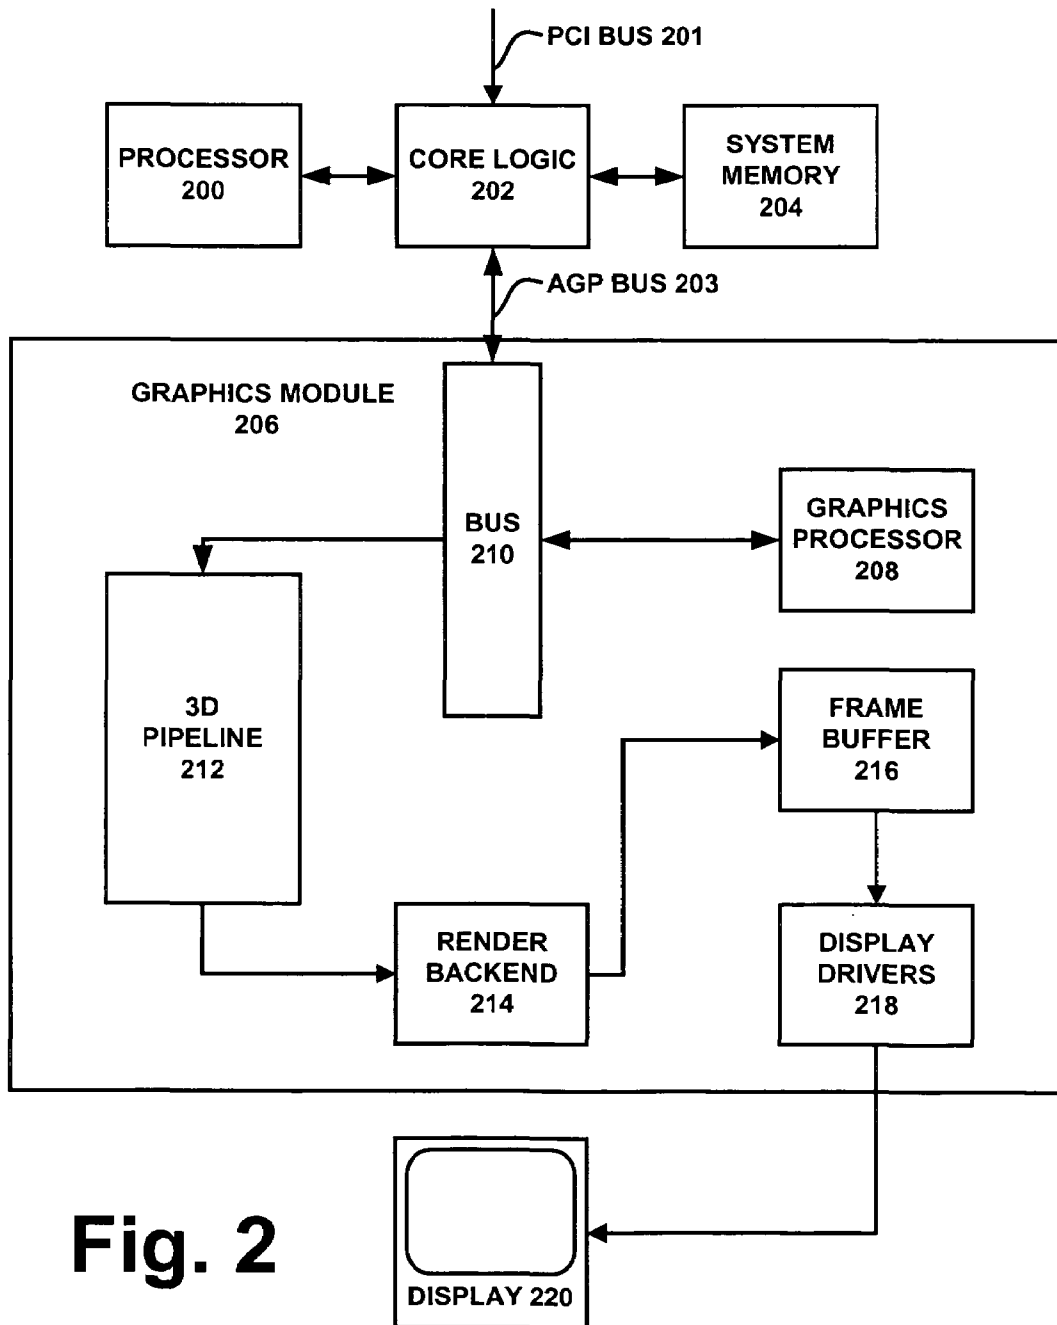 PCI BUS 201
PROCESSOR
200
CORE LOGIC
202
SYSTEM
MEMORY
204
AGP BUS 203
GRAPHICS MODULE
206
BUS
210
GRAPHICS
PROCESSOR
208
3D
PIPELINE
212
FRAME
BUFFER
216
RENDER
BACKEND
214
DISPLAY
DRIVERS
218
Fig. 2
DISPLAY 220